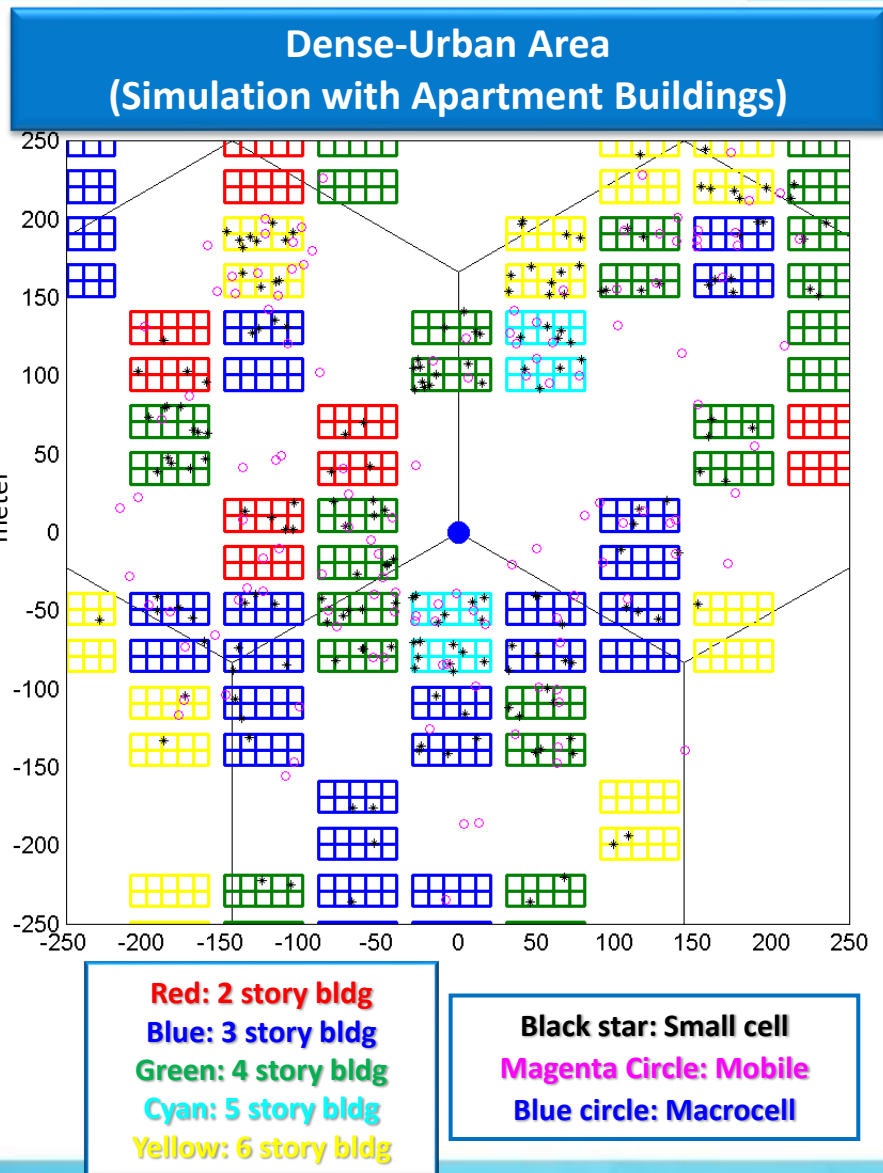 Dense-Urban Area
(Simulation with Apartment Buildings)
250
200
150
100
50
0
-50
-100
-150
-200
-250
meter
-250 -200 -150 -100 -50 0 50 100 150 200 250
Red: 2 story bldg
Blue: 3 story bldg
Green: 4 story bldg
Cyan: 5 story bldg
Yellow: 6 story bldg
Black star: Small cell
Magenta Circle: Mobile
Blue circle: Macrocell